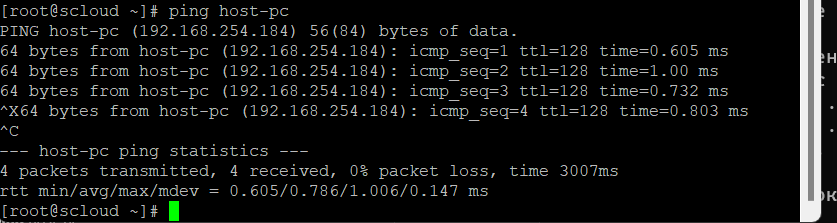 [root@scloud ~]# ping host-pc
PING host-pc (192.168.254.184) 56(84) bytes of data.
64 bytes from host-pc (192.168.254.184): icmp_seq=1 ttl=128 time=0.605 ms
64 bytes from host-pc (192.168.254.184): icmp_seq=2 ttl=128 time=1.00 ms
64 bytes from host-pc (192.168.254.184): icmp_seq=3 ttl=128 time=0.732 ms
^X64 bytes from host-pc (192.168.254.184): icmp_seq=4 ttl=128 time=0.803 ms
^C
--- host-pc ping statistics ---
4 packets transmitted, 4 received, 0% packet loss, time 3007ms
rtt min/avg/max/mdev = 0.605/0.786/1.006/0.147 ms
[root@scloud ~]#